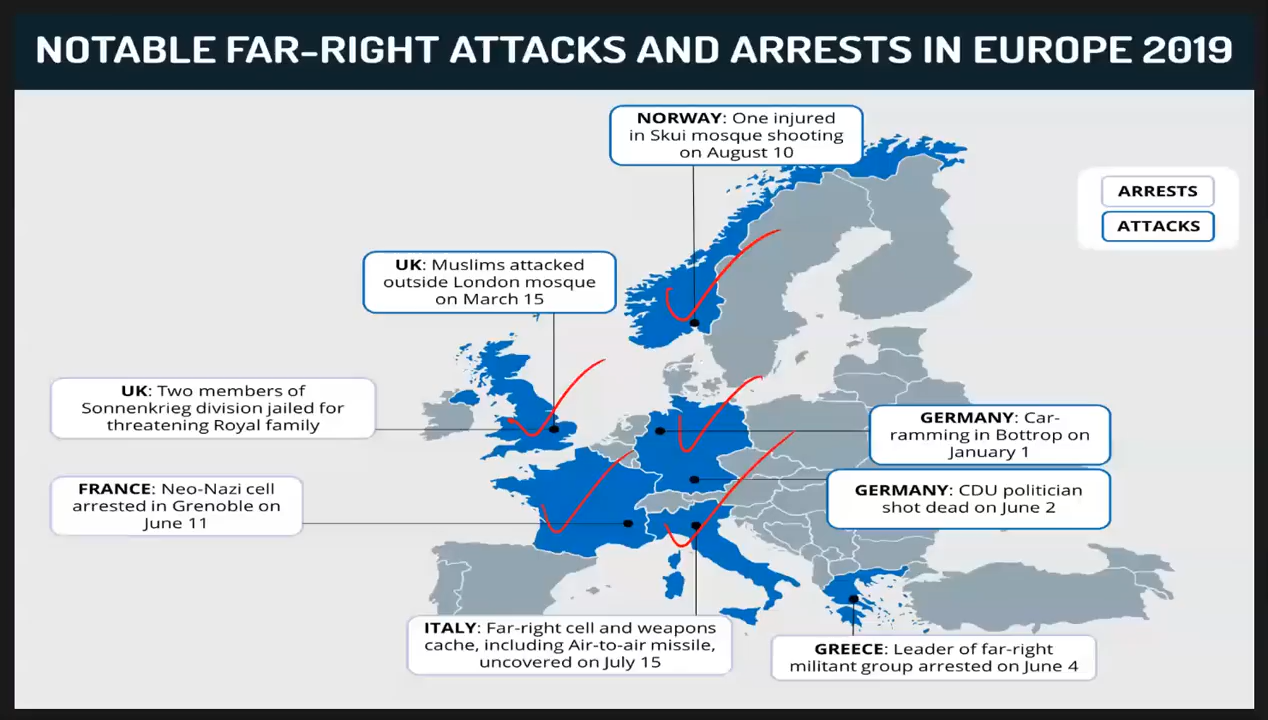 NOTABLE FAR-RIGHT ATTACKS AND ARRESTS IN EUROPE 2019
NORWAY: One injured
in Skui mosque shooting
on August 10
ARRESTS
ATTACKS
UK: Muslims attacked
outside London mosque
on March 15
UK: Two members of
Sonnenkrieg division jailed for
threatening Royal family
GERMANY: Car-
ramming in Bottrop on
January 1
FRANCE: Neo-Nazi cell
arrested in Grenoble on
June 11
GERMANY: CDU politician
shot dead on June 2
ITALY: Far-right cell and weapons
cache, including Air-to-air missile,
uncovered on July 15
GREECE: Leader of far-right
militant group arrested on June 4